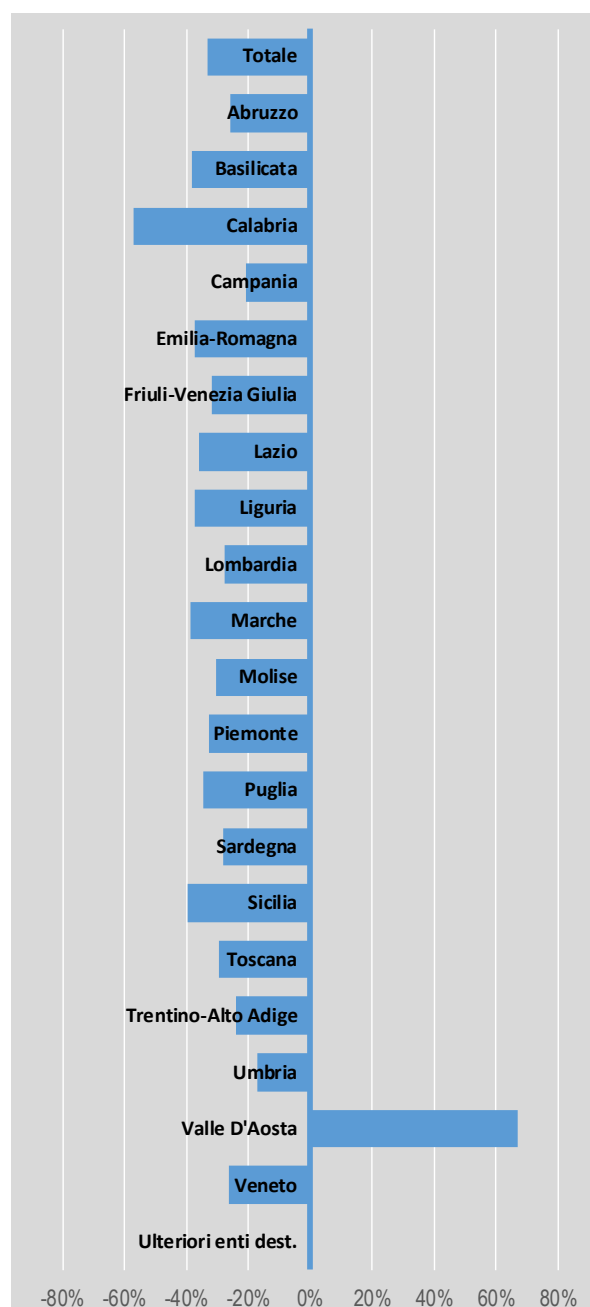 Totale
Abruzzo
Basilicata
Calabria
Campania
Emilia-Romagna
Friuli-Venezia Giulia
Lazio
Liguria
Lombardia
Marche
Molise
Piemonte
Puglia
Sardegna
Sicilia
Toscana
Trentino-Alto Adige
Umbria
Valle D'Aosta
Veneto
Ulteriori enti dest.
-80% -60% -40% -20% 0% 20% 40% 60% 80%